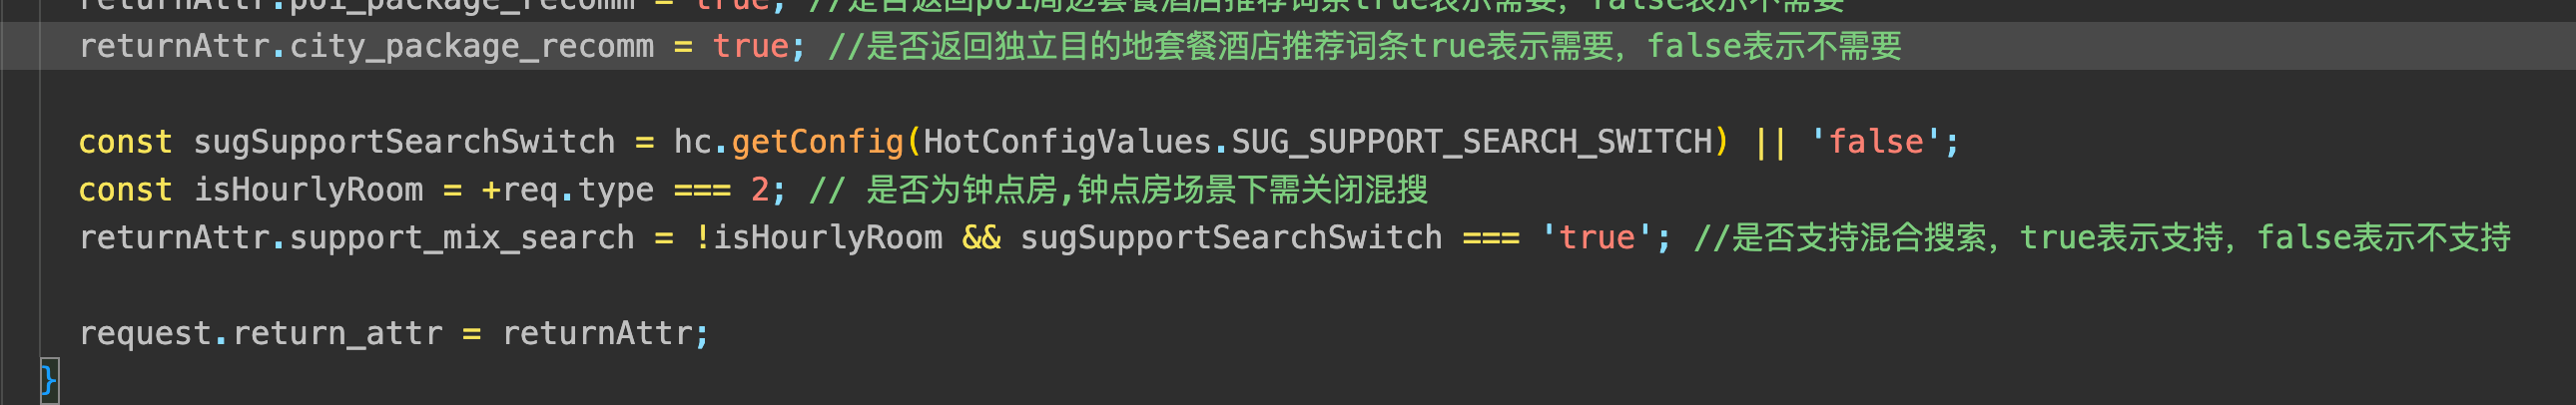 returnAttr.poi_package_recomm = true; //是否返回poi周边套餐酒店推荐词条true表示需要，false表示不需要
returnAttr.city_package_recomm = true; //是否返回独立目的地套餐酒店推荐词条true表示需要，false表示不需要
const sugSupportSearchSwitch = hc.getConfig(HotConfigValues.SUG_SUPPORT_SEARCH_SWITCH) || 'false';
const isHourlyRoom = +req.type === 2; // 是否为钟点房,钟点房场景下需关闭混搜
returnAttr.support_mix_search = !isHourlyRoom && sugSupportSearchSwitch === 'true'; //是否支持混合搜索，true表示支持，false表示不支持
request.return_attr = returnAttr;
}